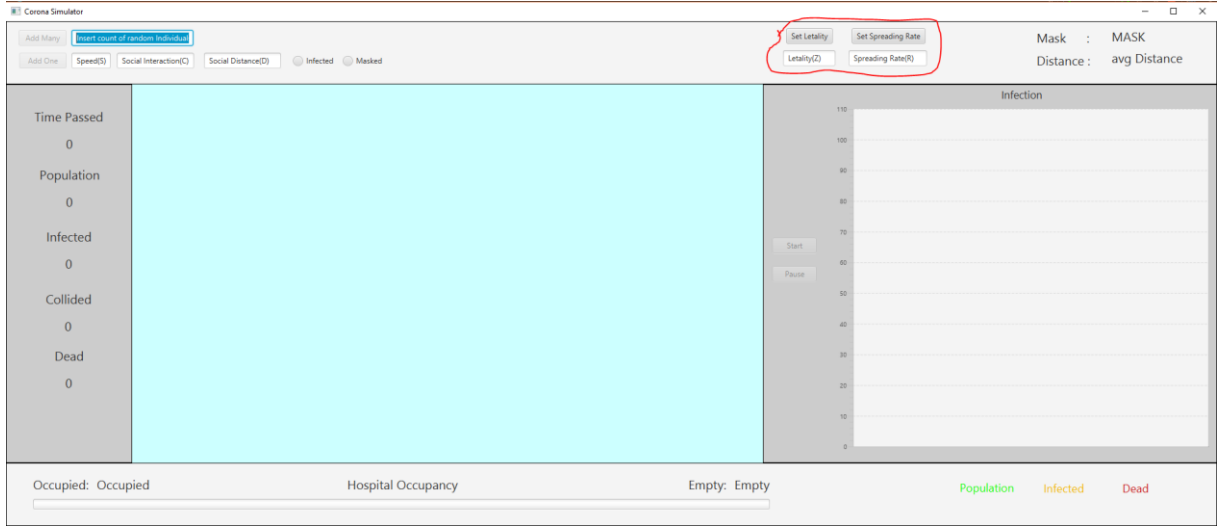 Corona Simulator
Add Many Insert count of random Individual Set Letality Set Spreading Rate Mask : MASK
Add One Speed(S) Social Interaction(C) Social Distance(D) Infected Masked Letality(Z) Spreading Rate(R) Distance : avg Distance
Time Passed
0
Population
0
Infected
0
Collided
0
Dead
0
Start
Pause
Infection
110
100
90
80
70
60
50
40
30
20
10
0
Occupied: Occupied Hospital Occupancy Empty: Empty
Population Infected Dead